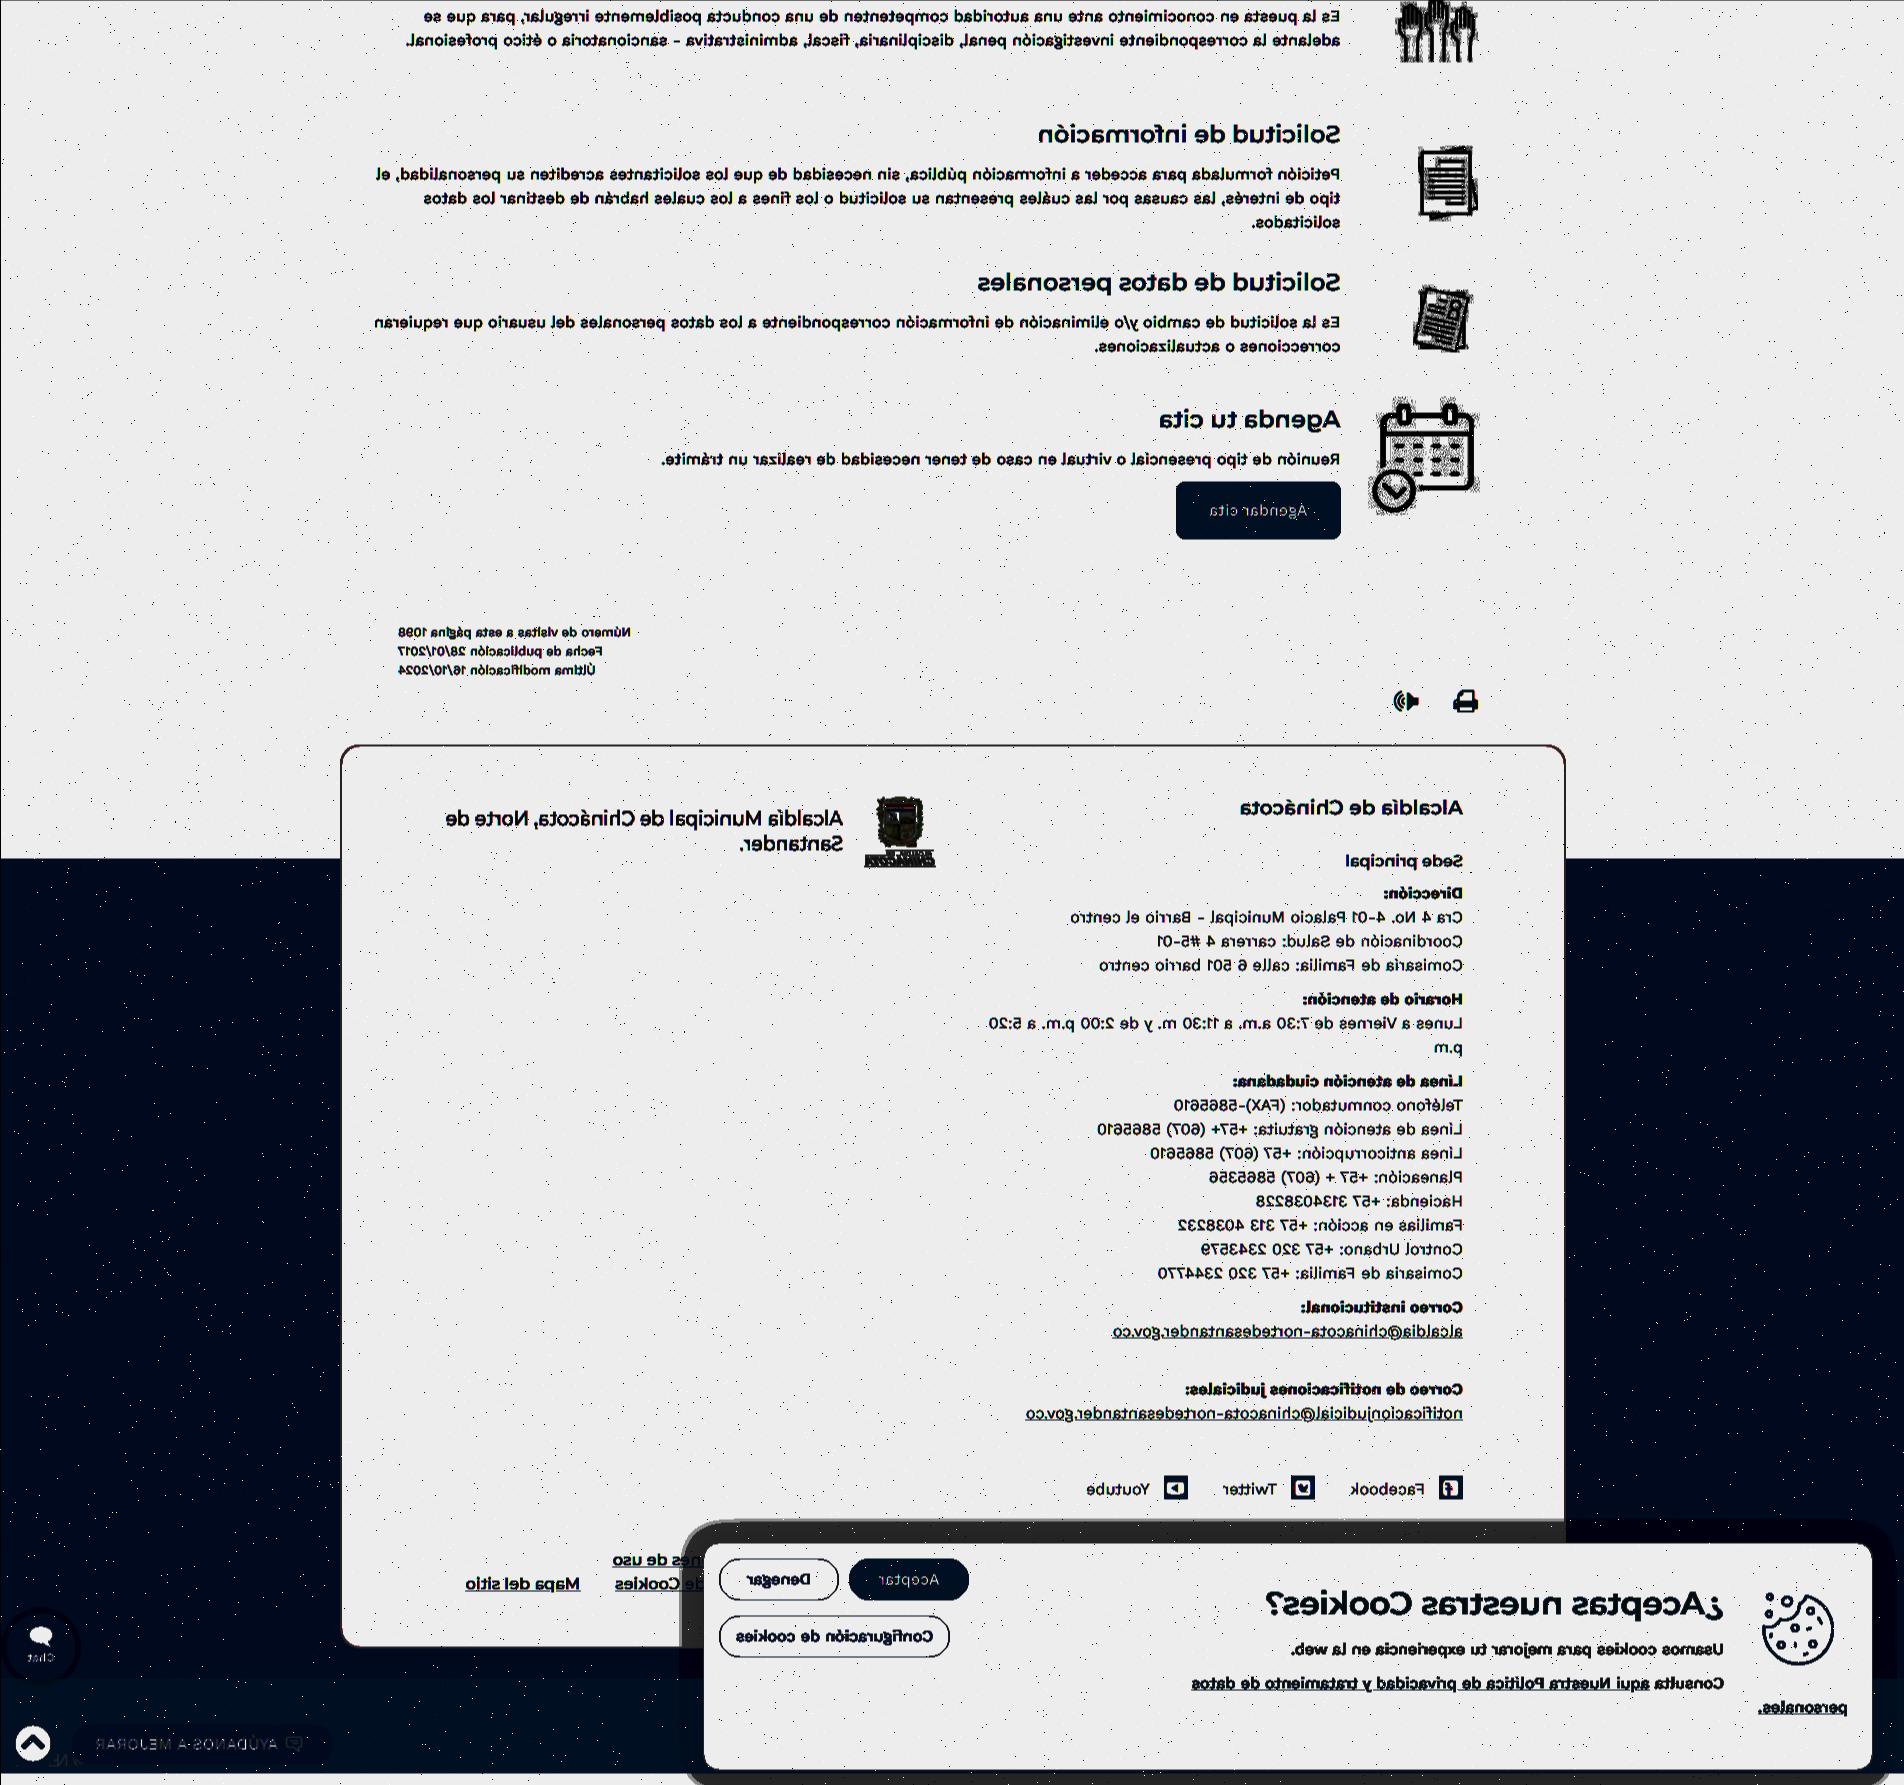 Es la puesta en conocimiento ante una autoridad competenten de una conducta posiblemente irregular, para que se
adelante la correspondiente investigación penal, disciplinaria, fiscal, administrativa - sancionatoria o ético profesional.
Solicitud de información
Petición formulada para acceder a información pública, sin necesidad de que los solicitantes acrediten su personalidad, el
tipo de interés, las causas por las cuáles presentan su solicitud o los fines a los cuales habrán de destinar los datos
solicitados.
Solicitud de datos personales
Es la solicitud de cambio y/o eliminación de información correspondiente a los datos personales del usuario que requieran
correcciones o actualizaciones.
Agenda tu cita
Reunión de tipo presencial o virtual en caso de tener necesidad de realizar un trámite.
Agendar cita
Número de visitas a esta página 1098
Fecha de publicación 28/01/2017
Última modificación 16/10/2024
Alcaldía de Chinácota
Sede principal
Dirección:
Cra 4 No. 4-01 Palacio Municipal - Barrio el centro
Coordinación de Salud: carrera 4 #5-01
Comisaría de Familia: calle 6 501 barrio centro
Horario de atención:
Lunes a Viernes de 7:30 a.m. a 11:30 m. y de 2:00 p.m. a 5:20
p.m
Línea de atención ciudadana:
Teléfono conmutador: (FAX)-5865610
Línea de atención gratuita: +57+ (607) 5865610
Línea anticorrupción: +57 (607) 5865610
Planeación: +57 + (607) 5865356
Hacienda: +57 3134038228
Familias en acción: +57 313 4038232
Control Urbano: +57 320 2343579
Comisaria de Familia: +57 320 2344770
Correo institucional:
alcaldia@chinacota-nortedesantander.gov.co
Correo de notificaciones judiciales:
notificacionjudicial@chinacota-nortedesantander.gov.co
Facebook Twitter Youtube
Alcaldía Municipal de Chinácota, Norte de
Santander.
nes de uso
de Cookies Mapa del sitio
¿Aceptas nuestras Cookies?
Usamos cookies para mejorar tu experiencia en la web.
Consulta aquí Nuestra Política de privacidad y tratamiento de datos
personales.
Aceptar Denegar
Configuración de cookies
Chat
AYÚDANOS A MEJORAR